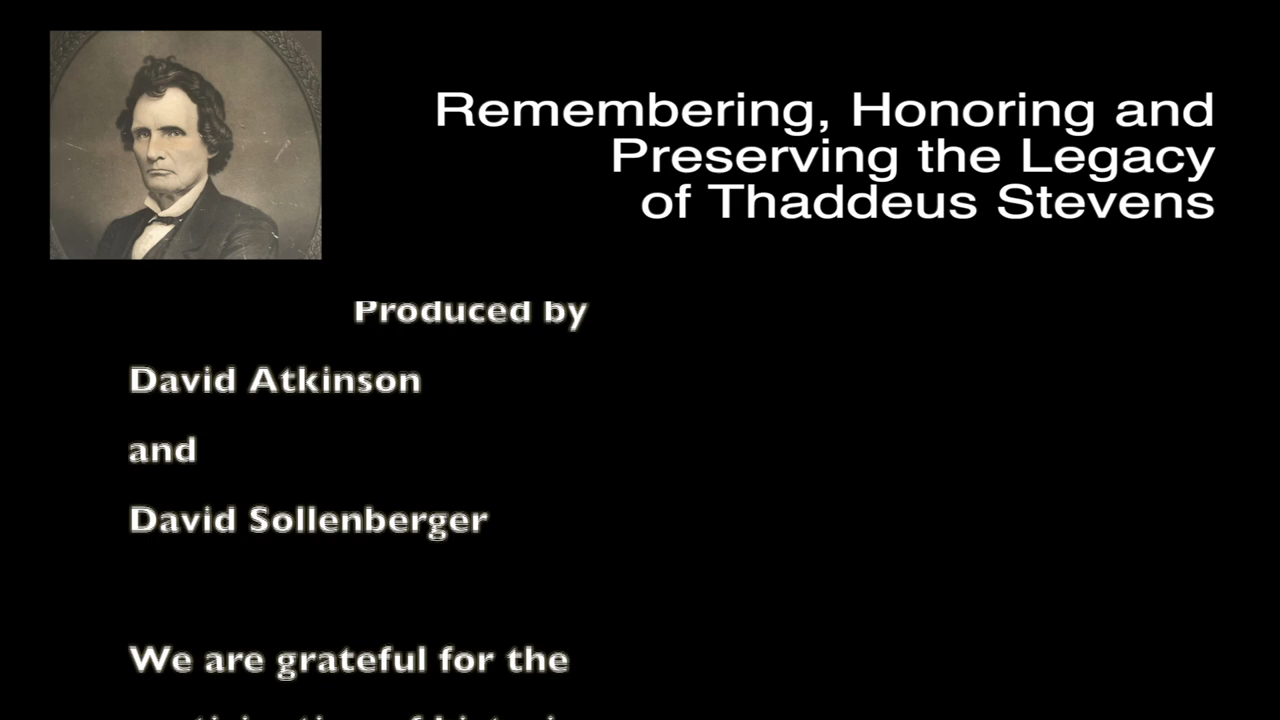 Remembering, Honoring and
Preserving the Legacy
of Thaddeus Stevens
Produced by
David Atkinson
and
David Sollenberger
We are grateful for the
of